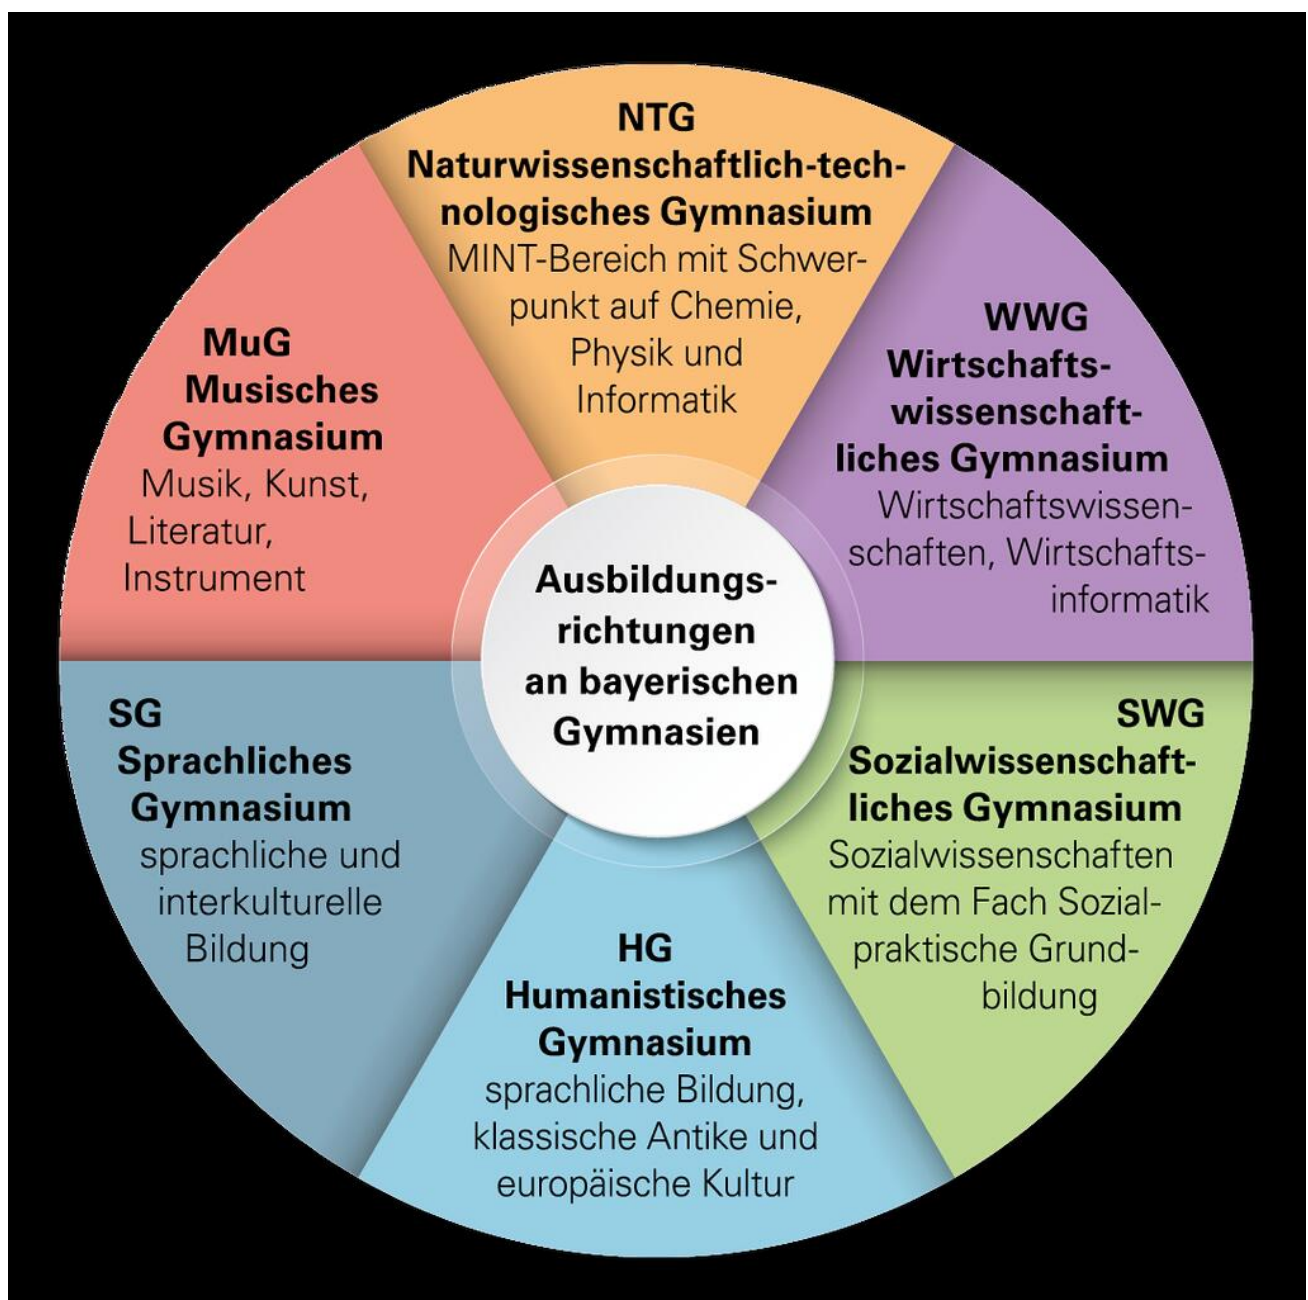 NTG
Naturwissenschaftlich-tech-
nologisches Gymnasium
MINT-Bereich mit Schwer-
punkt auf Chemie,
Physik und
Informatik
WWG
Wirtschafts-
wissenschaft-
liches Gymnasium
Wirtschaftswissen-
schaften, Wirtschafts-
informatik
SWG
Sozialwissenschaft-
liches Gymnasium
Sozialwissenschaften
mit dem Fach Sozial-
praktische Grund-
bildung
HG
Humanistisches
Gymnasium
sprachliche Bildung,
klassische Antike und
europäische Kultur
SG
Sprachliches
Gymnasium
sprachliche und
interkulturelle
Bildung
MuG
Musisches
Gymnasium
Musik, Kunst,
Literatur,
Instrument
Ausbildungs-
richtungen
an bayerischen
Gymnasien